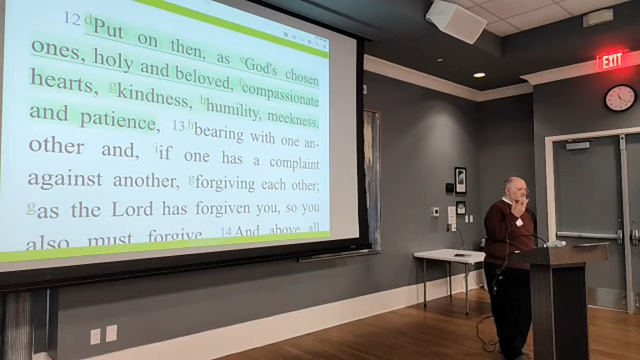 12 dPut on then, as eGod's chosen
ones, holy and beloved, fcompassionate
hearts, gkindness, hhumility, meekness,
and patience, 13 hbearing with one an-
other and, iif one has a complaint
against another, gforgiving each other;
gas the Lord has forgiven you, so you
also must forgive. 14 And above all
EXIT